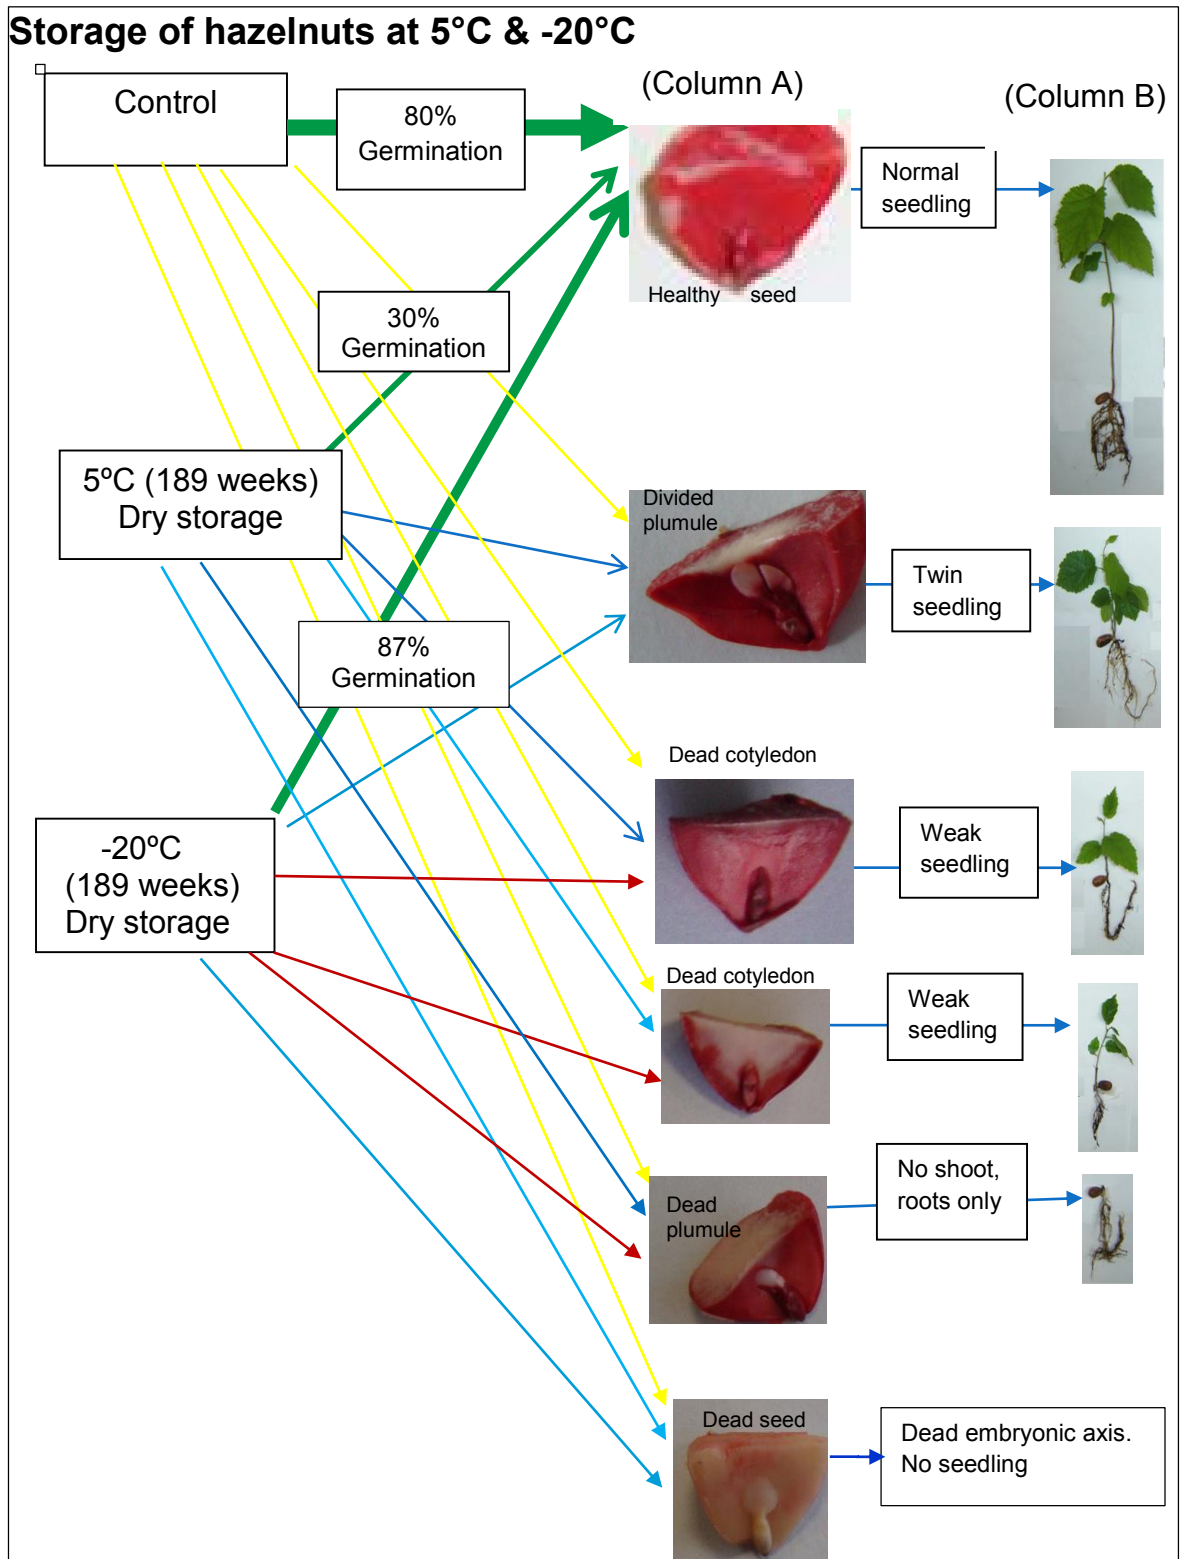 Storage of hazelnuts at 5°C & -20°C
(Column A)
(Column B)
Control
80%
Germination
Healthy seed
Normal
seedling
30%
Germination
5ºC (189 weeks)
Dry storage
Divided
plumule
Twin
seedling
87%
Germination
Dead cotyledon
Weak
seedling
-20ºC
(189 weeks)
Dry storage
Dead cotyledon
Weak
seedling
Dead
plumule
No shoot,
roots only
Dead seed
Dead embryonic axis.
No seedling